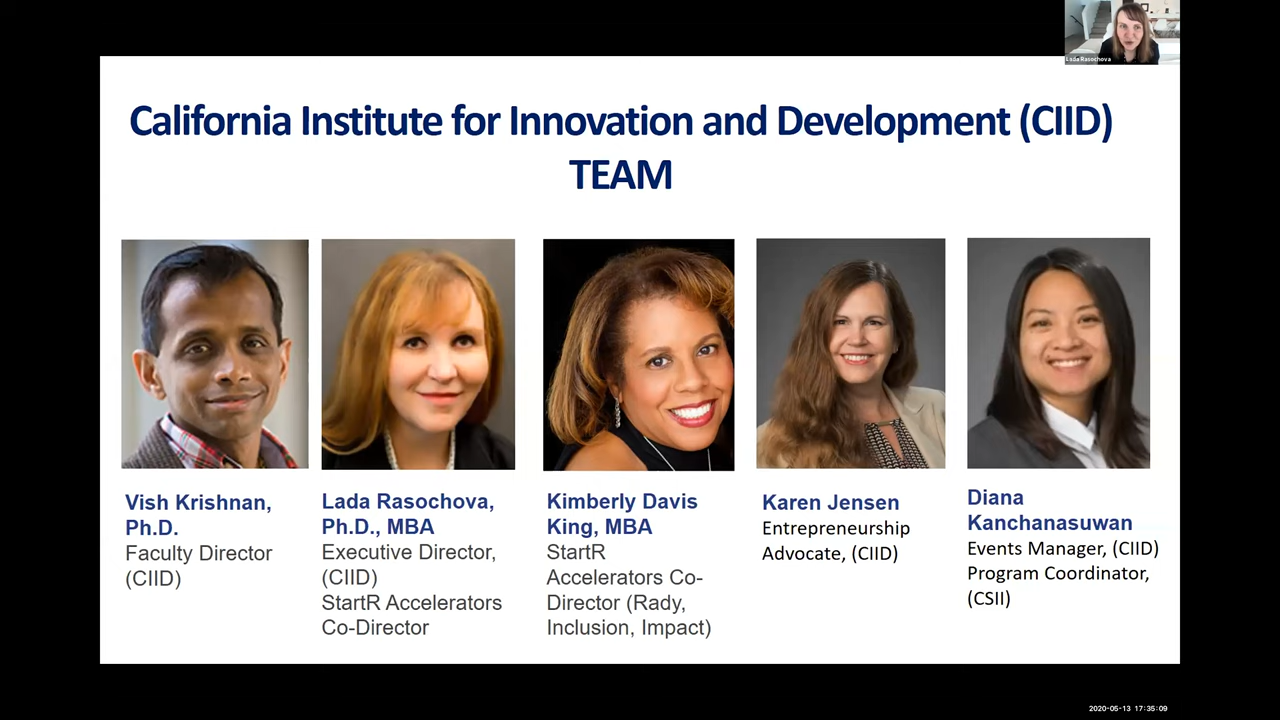 Lada Rasochova
California Institute for Innovation and Development (CIID)
TEAM
Vish Krishnan,
Ph.D.
Faculty Director
(CIID)
Lada Rasochova,
Ph.D., MBA
Executive Director,
(CIID)
StartR Accelerators
Co-Director
Kimberly Davis
King, MBA
StartR
Accelerators Co-
Director (Rady,
Inclusion, Impact)
Karen Jensen
Entrepreneurship
Advocate, (CIID)
Diana
Kanchanasuwan
Events Manager, (CIID)
Program Coordinator,
(CSII)
2020-05-13 17:35:09